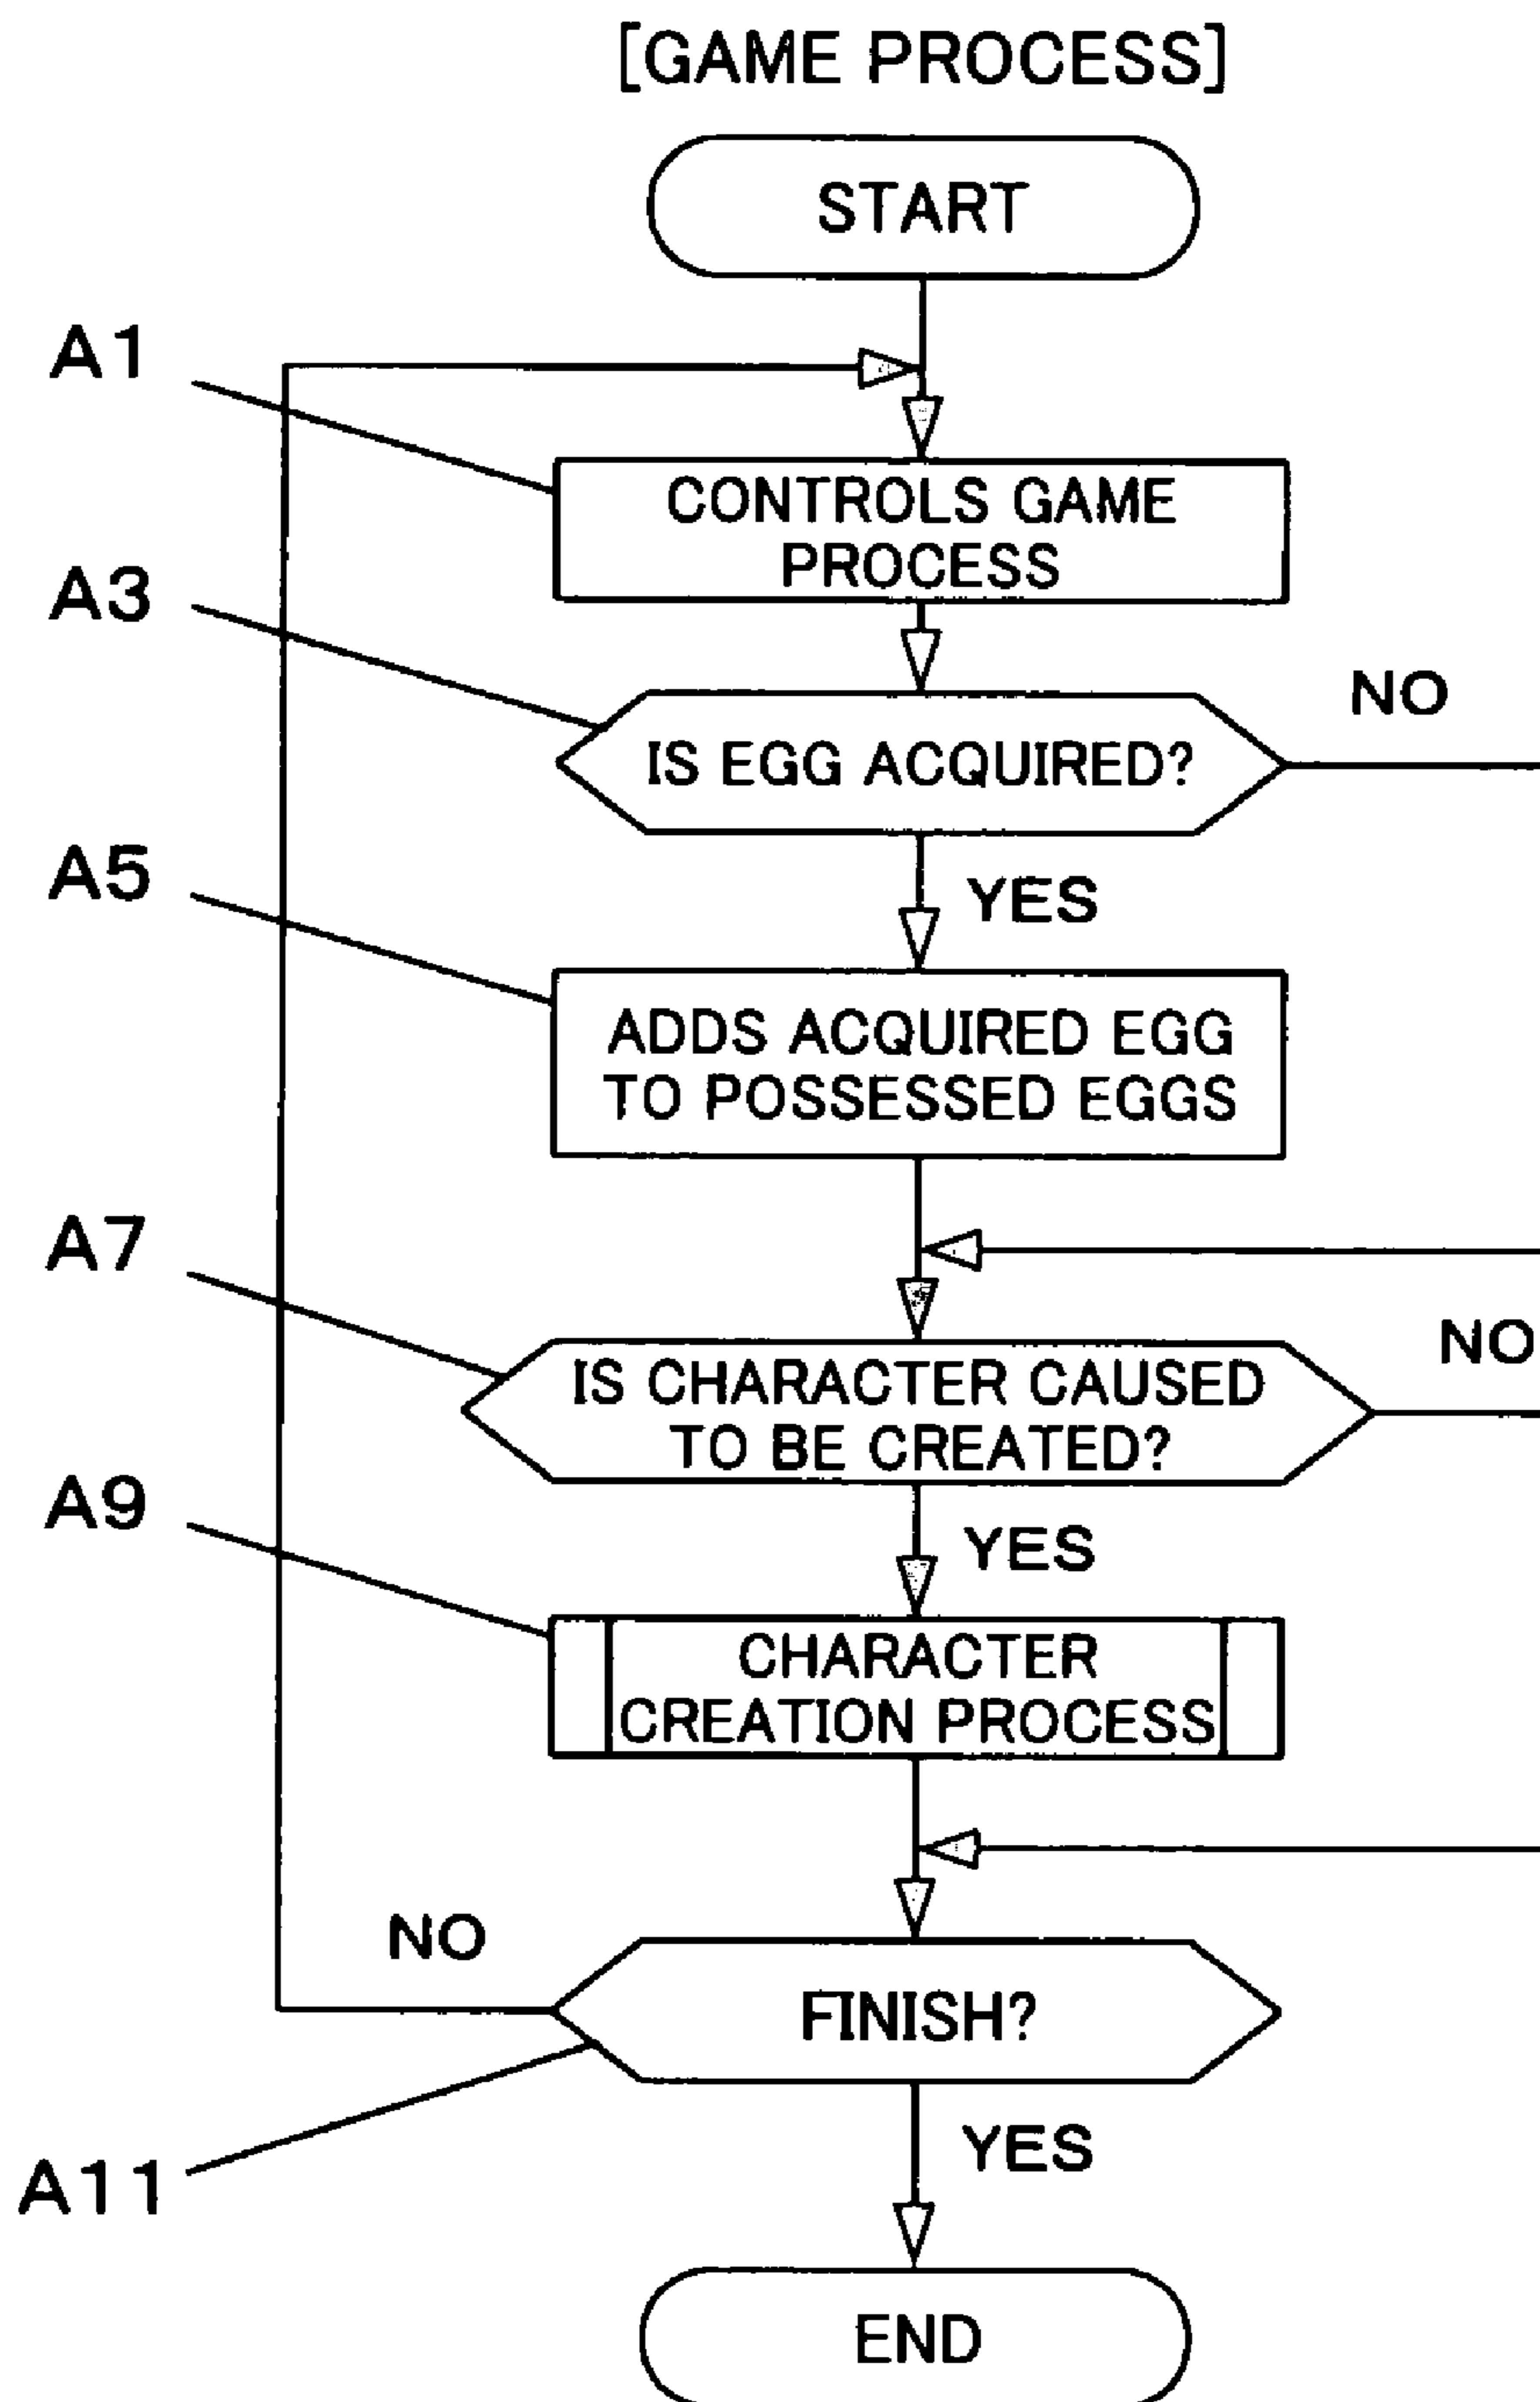 [GAME PROCESS]
START
A1
CONTROLS GAME
PROCESS
A3
NO
IS EGG ACQUIRED?
YES
A5
ADDS ACQUIRED EGG
TO POSSESSED EGGS
A7
NO
IS CHARACTER CAUSED
TO BE CREATED?
YES
A9
CHARACTER
CREATION PROCESS
NO
FINISH?
YES
A11
END